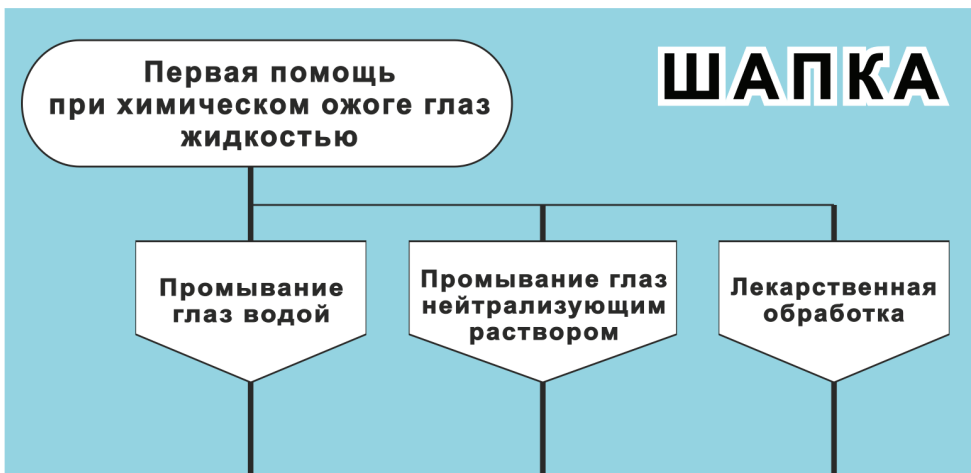 Первая помощь
при химическом ожоге глаз
жидкостью
ШАПКА
Промывание
глаз водой
Промывание глаз
нейтрализующим
раствором
Лекарственная
обработка